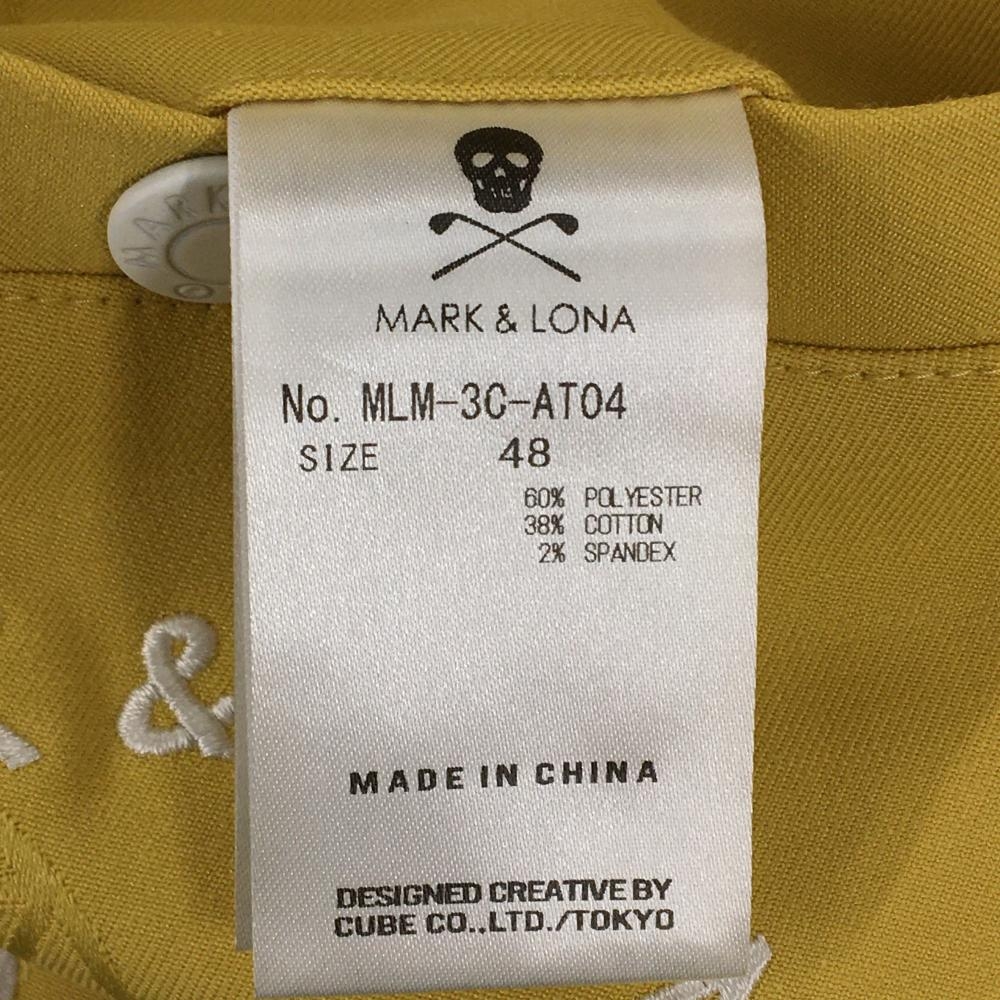 MARK
MARK & LONA
No. MLM-3C-AT04
SIZE 48
60% POLYESTER
38% COTTON
2% SPANDEX
&
MADE IN CHINA
DESIGNED CREATIVE BY
CUBE CO.,LTD./TOKYO